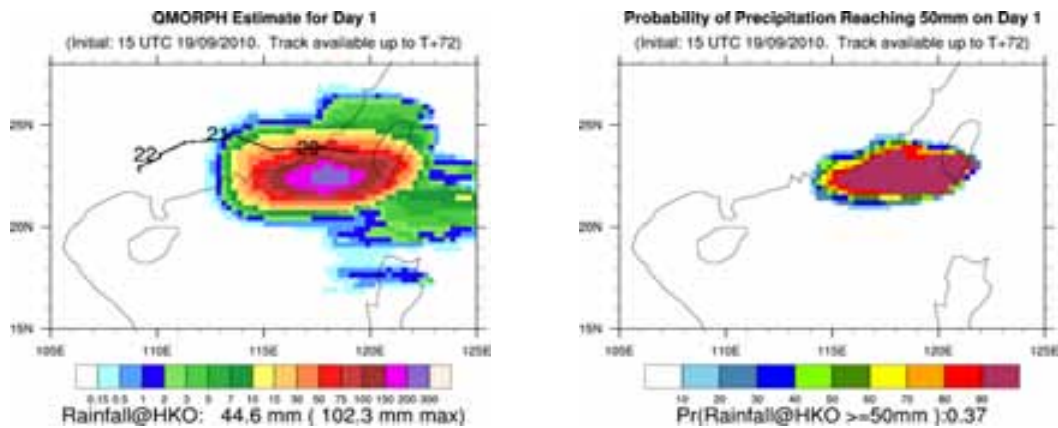 QMORPH Estimate for Day 1
(Initial: 15 UTC 19/09/2010. Track available up to T+72)
25N
20N
15N
105E 110E 115E 120E 125E
22 21 20
0.15 0.5 1 2 3 5 7 10 15 30 50 75 100 150 200 300
Rainfall@HKO: 44.6 mm ( 102.3 mm max)
Probability of Precipitation Reaching 50mm on Day 1
(Initial: 15 UTC 19/09/2010. Track available up to T+72)
25N
20N
15N
105E 110E 115E 120E 125E
10 20 30 40 50 60 70 80 90
Pr(Rainfall@HKO >=50mm ):0.37